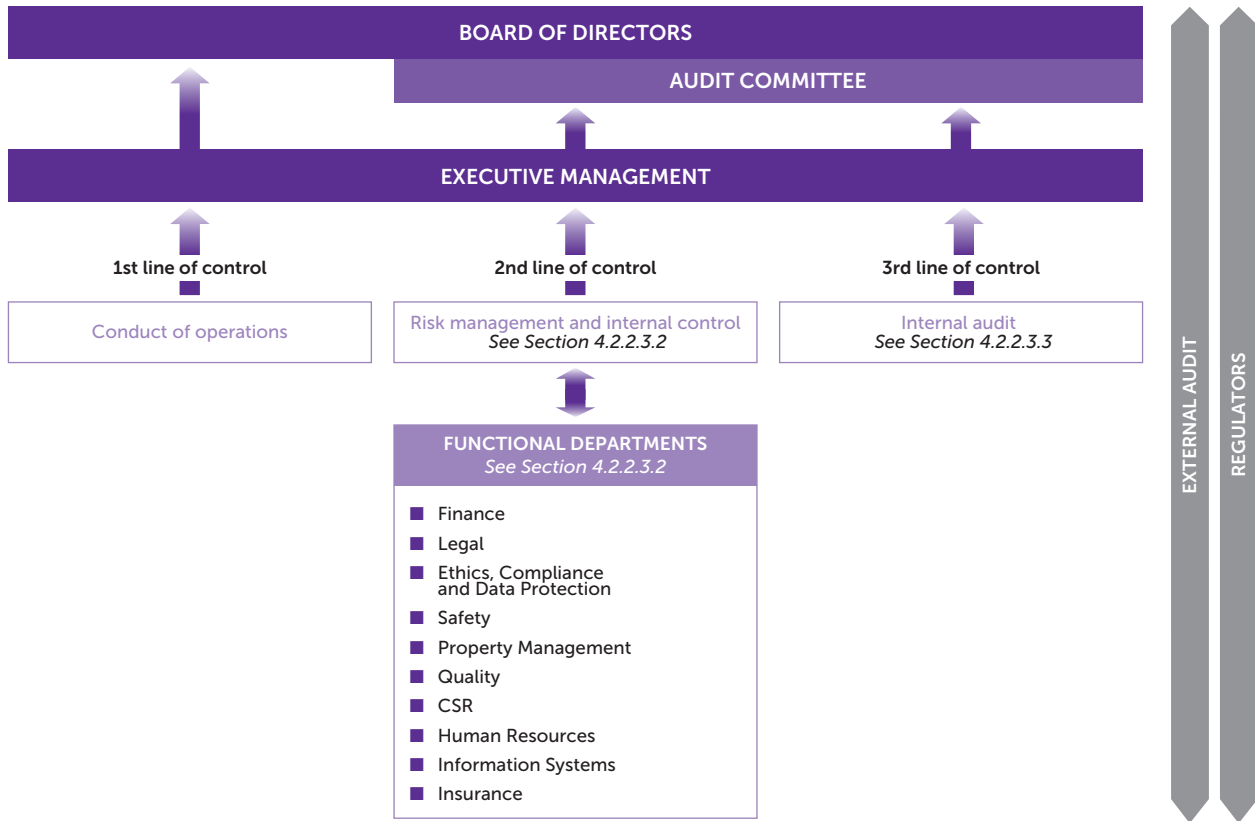 BOARD OF DIRECTORS
AUDIT COMMITTEE
EXECUTIVE MANAGEMENT
1st line of control
2nd line of control
3rd line of control
Conduct of operations
Risk management and internal control
See Section 4.2.2.3.2
Internal audit
See Section 4.2.2.3.3
FUNCTIONAL DEPARTMENTS
See Section 4.2.2.3.2
Finance
Legal
Ethics, Compliance
and Data Protection
Safety
Property Management
Quality
CSR
Human Resources
Information Systems
Insurance
EXTERNAL AUDIT
REGULATORS